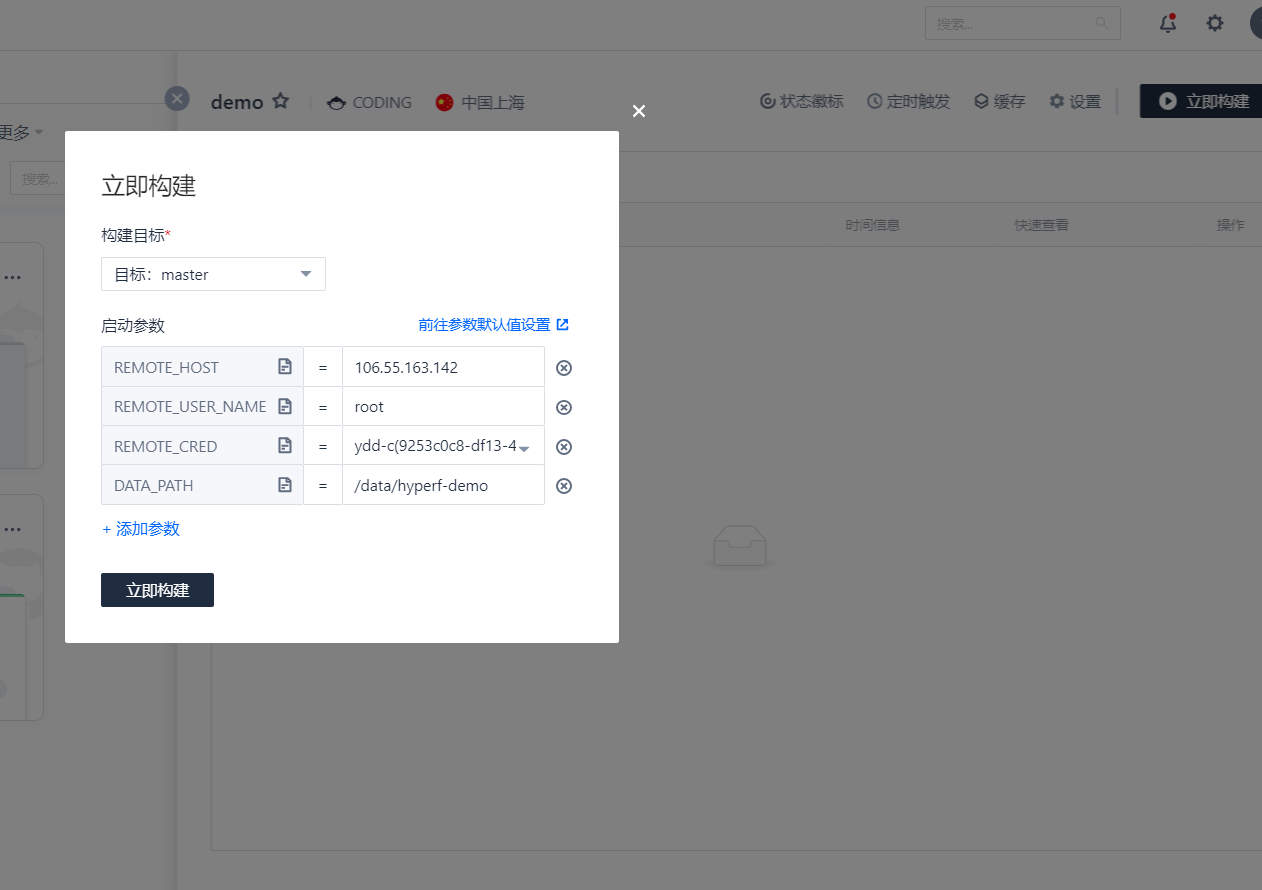 搜索...
demo
CODING
中国上海
状态徽标
定时触发
缓存
设置
立即构建
更多
搜索...
时间信息
快速查看
操作
立即构建
构建目标*
目标：master
启动参数
前往参数默认值设置
REMOTE_HOST = 106.55.163.142
REMOTE_USER_NAME = root
REMOTE_CRED = ydd-c(9253c0c8-df13-4
DATA_PATH = /data/hyperf-demo
+ 添加参数
立即构建